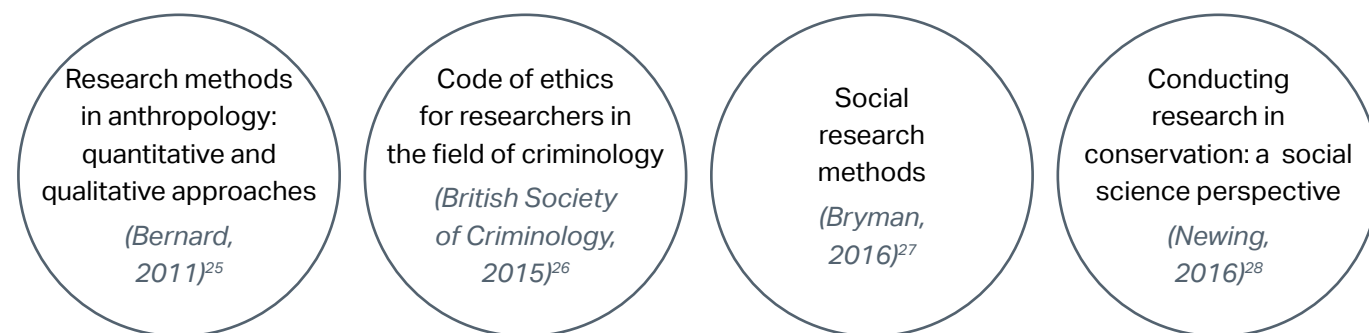 Research methods
in anthropology:
quantitative and
qualitative approaches
(Bernard,
2011)25
Code of ethics
for researchers in
the field of criminology
(British Society
of Criminology,
2015)26
Social
research
methods
(Bryman,
2016)27
Conducting
research in
conservation: a social
science perspective
(Newing,
2016)28